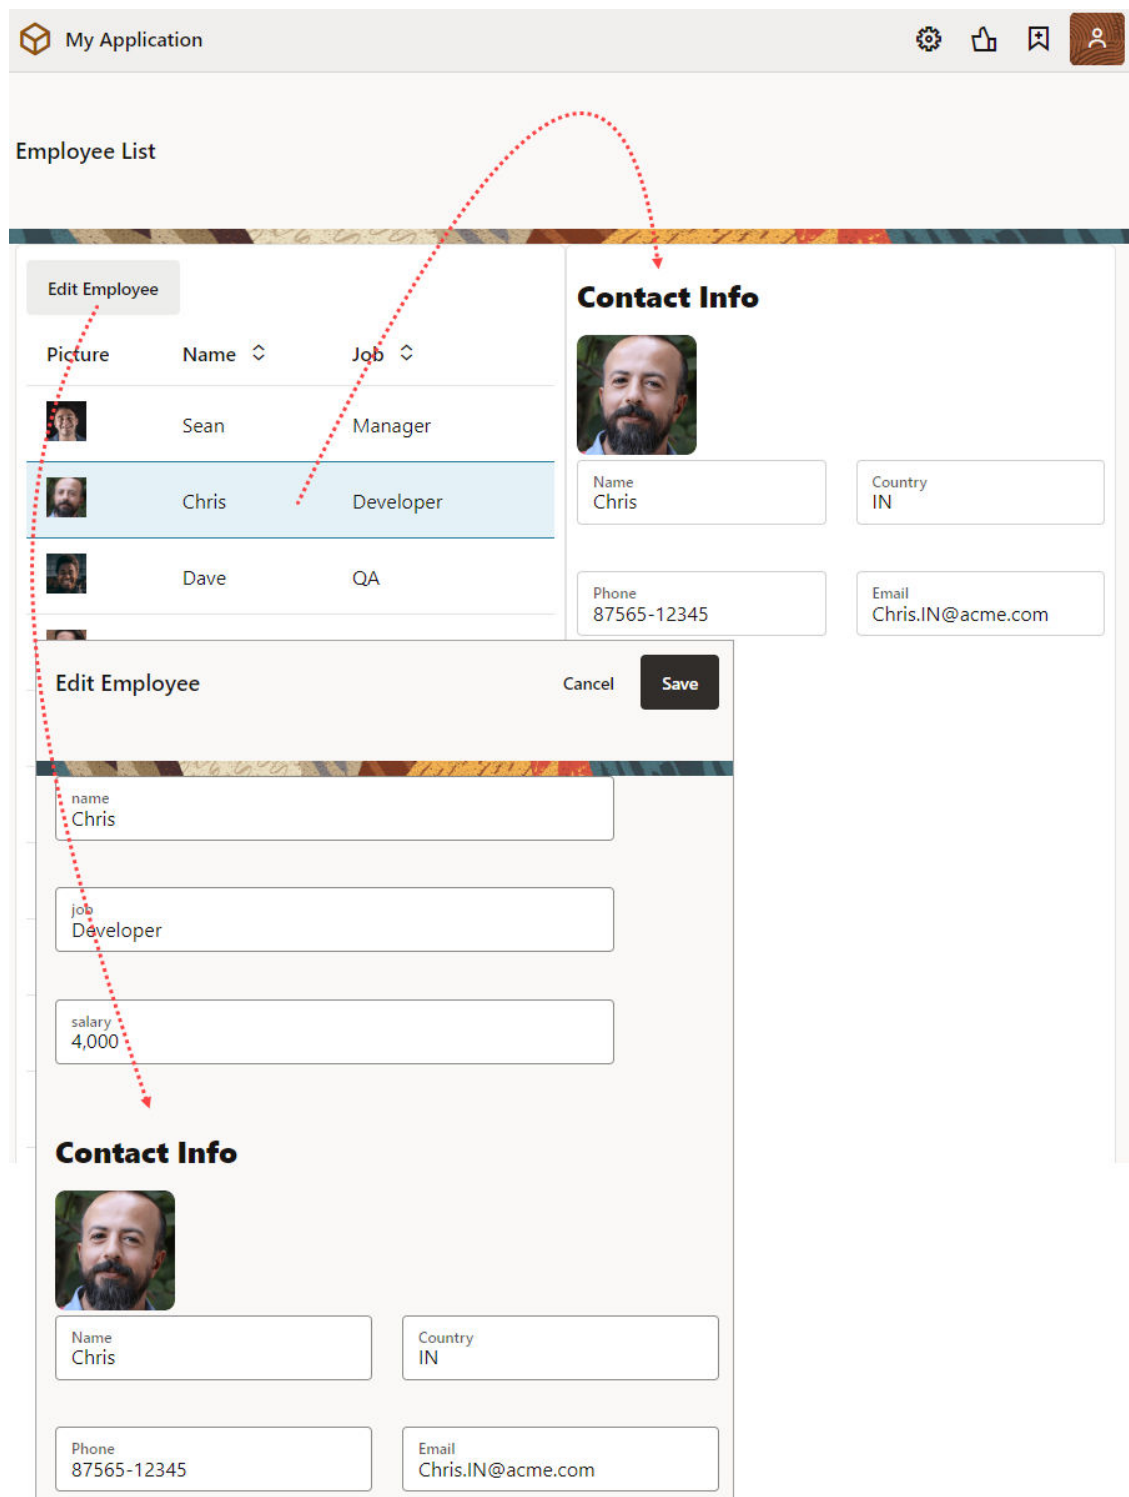 My Application
Employee List
Edit Employee
Picture Name Job
Sean Manager
Chris Developer
Dave QA
Contact Info
Name
Chris
Country
IN
Phone
87565-12345
Email
Chris.IN@acme.com
Edit Employee
Cancel Save
name
Chris
job
Developer
salary
4,000
Contact Info
Name
Chris
Country
IN
Phone
87565-12345
Email
Chris.IN@acme.com